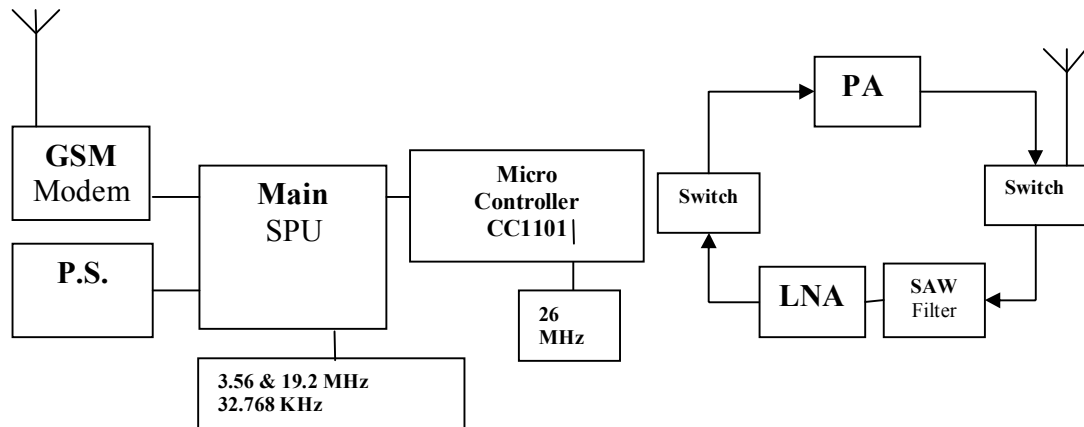 GSM
Modem
P.S.
Main
SPU
3.56 & 19.2 MHz
32.768 KHz
Micro
Controller
CC1101
26
MHz
Switch
PA
Switch
LNA
SAW
Filter